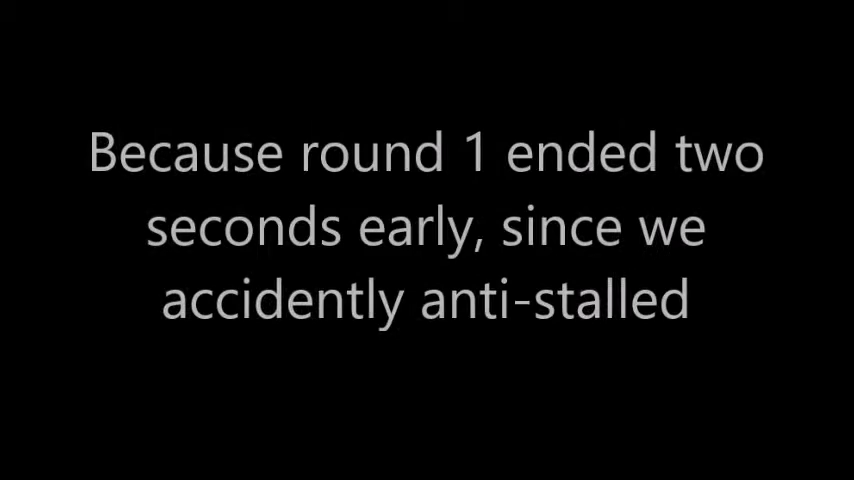 Because round 1 ended two
seconds early, since we
accidently anti-stalled